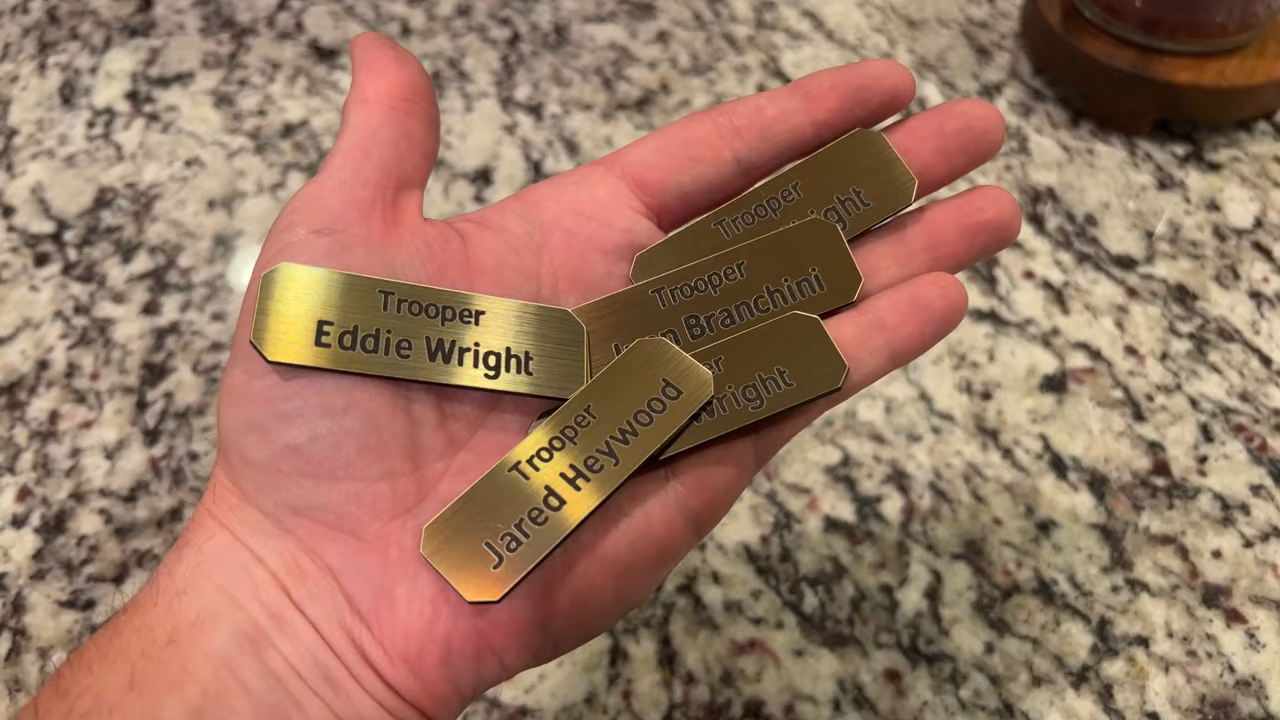 Trooper
Trooper
Branchini
Trooper
Eddie Wright
Wright
Trooper
Jared Heywood